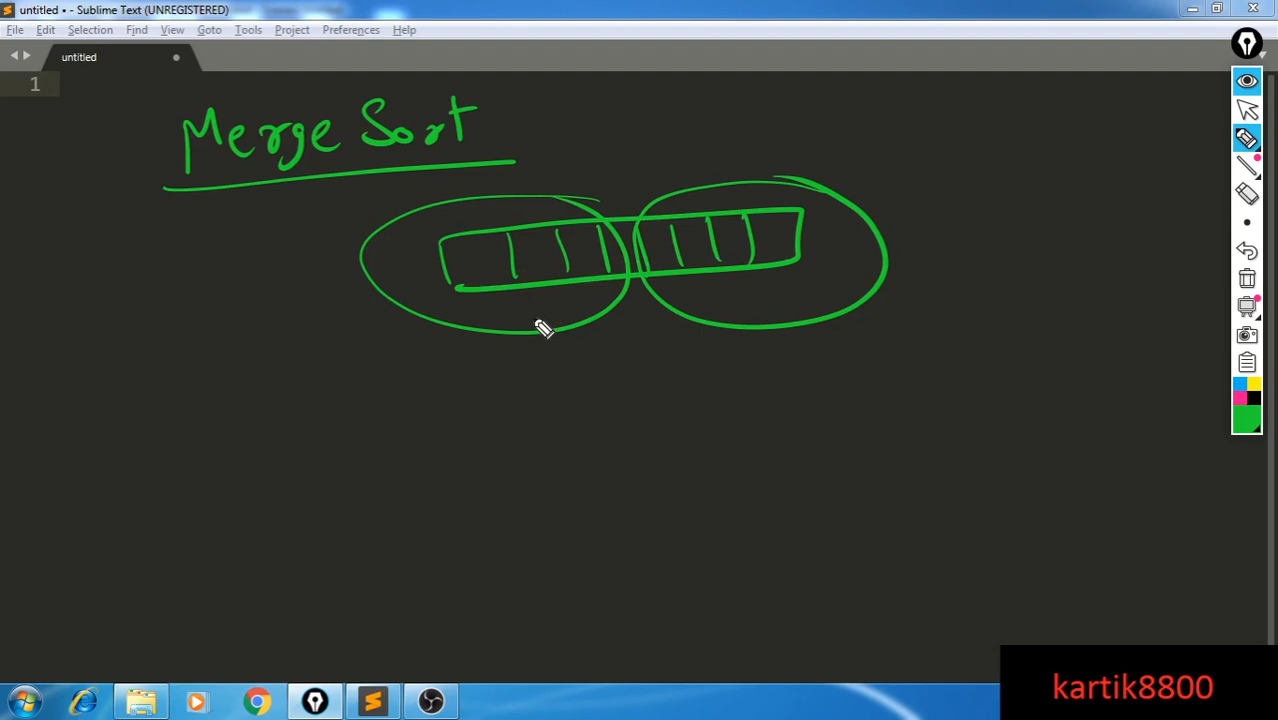 untitled • - Sublime Text (UNREGISTERED)
File Edit Selection Find View Goto Tools Project Preferences Help
untitled
1
Merge Sort
kartik8800